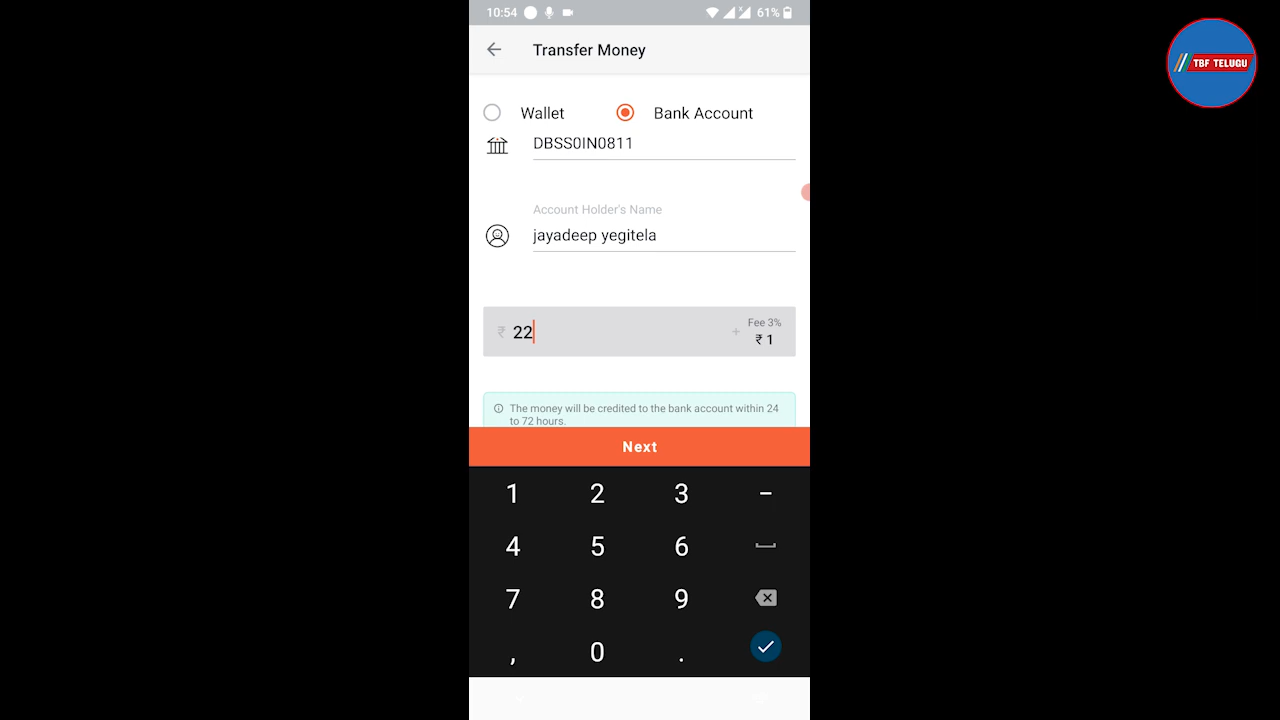 10:54
61%
TBF TELUGU
Transfer Money
Wallet
Bank Account
DBSS0IN0811
Account Holder's Name
jayadeep yegitela
₹ 22
+
Fee 3%
₹ 1
The money will be credited to the bank account within 24
to 72 hours.
Next
1 2 3 −
4 5 6
7 8 9
, 0 .